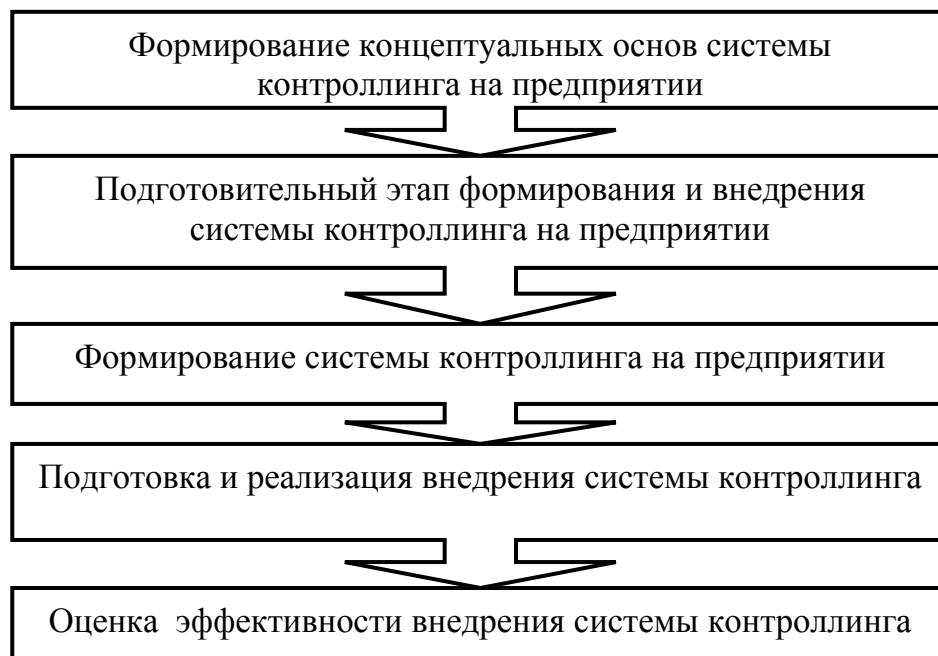 Формирование концептуальных основ системы
контроллинга на предприятии
Подготовительный этап формирования и внедрения
системы контроллинга на предприятии
Формирование системы контроллинга на предприятии
Подготовка и реализация внедрения системы контроллинга
Оценка  эффективности внедрения системы контроллинга